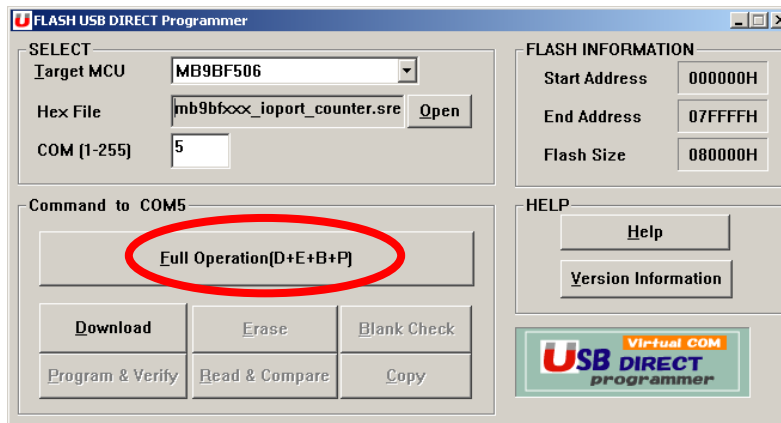 FLASH USB DIRECT Programmer
SELECT
Target MCU
MB9BF506
Hex File
mb9bfxxx_ioport_counter.sre
Open
COM (1-255)
5
FLASH INFORMATION
Start Address
000000H
End Address
07FFFFH
Flash Size
080000H
Command to COM5
Full Operation(D+E+B+P)
Download
Erase
Blank Check
Program & Verify
Read & Compare
Copy
HELP
Help
Version Information
Virtual COM
USB DIRECT
programmer